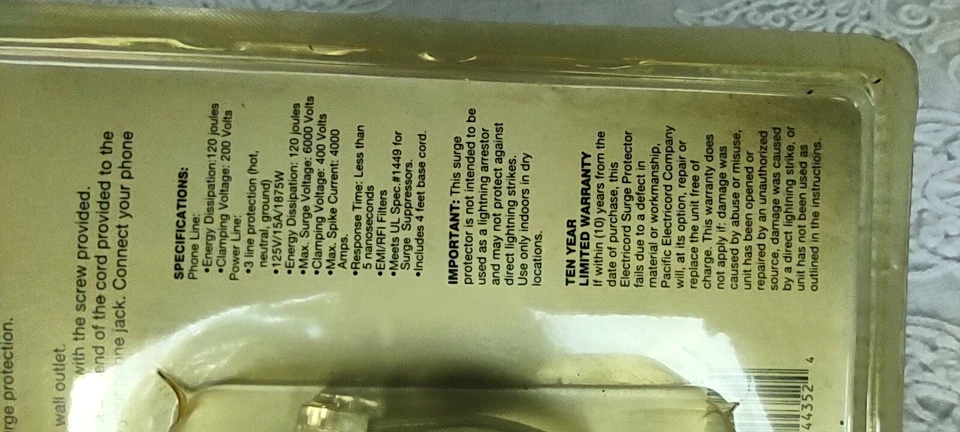 rge protection.
wall outlet.
with the screw provided.
end of the cord provided to the
ne jack. Connect your phone
SPECIFICATIONS:
Phone Line:
•Energy Dissipation:120 joules
•Clamping Voltage: 200 Volts
Power Line:
•3 line protection (hot,
neutral, ground)
•125V/15A/1875W
•Energy Dissipation: 120 joules
•Max. Surge Voltage: 6000 Volts
•Clamping Voltage: 400 Volts
•Max. Spike Current: 4000
Amps.
•Response Time: Less than
5 nanoseconds
•EMI/RFI Filters
•Meets UL Spec.#1449 for
Surge Suppressors.
•Includes 4 feet base cord.
IMPORTANT: This surge
protector is not intended to be
used as a lightning arrestor
and may not protect against
direct lightning strikes.
Use only indoors in dry
locations.
TEN YEAR
LIMITED WARRANTY
If within (10) years from the
date of purchase, this
Electricord Surge Protector
fails due to a defect in
material or workmanship,
Pacific Electricord Company
will, at its option, repair or
replace the unit free of
charge. This warranty does
not apply if: damage was
caused by abuse or misuse,
unit has been opened or
repaired by an unauthorized
source, damage was caused
by a direct lightning strike, or
unit has not been used as
outlined in the instructions.
44352 4